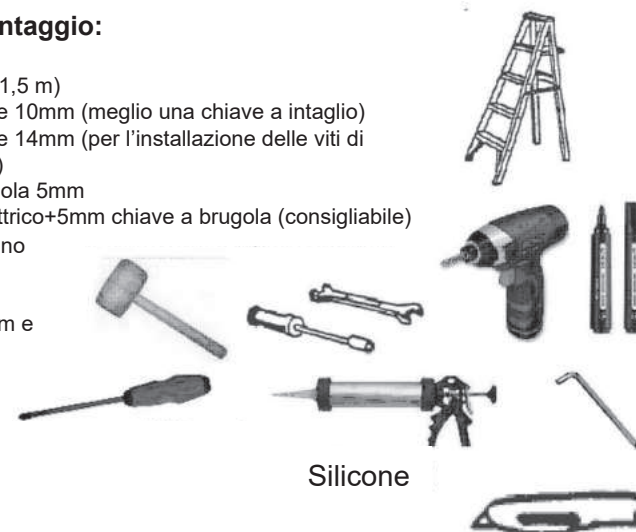 ntaggio:
1,5 m)
e 10mm (meglio una chiave a intaglio)
e 14mm (per l'installazione delle viti di
)
ola 5mm
ttrico+5mm chiave a brugola (consigliabile)
no
m e
Silicone